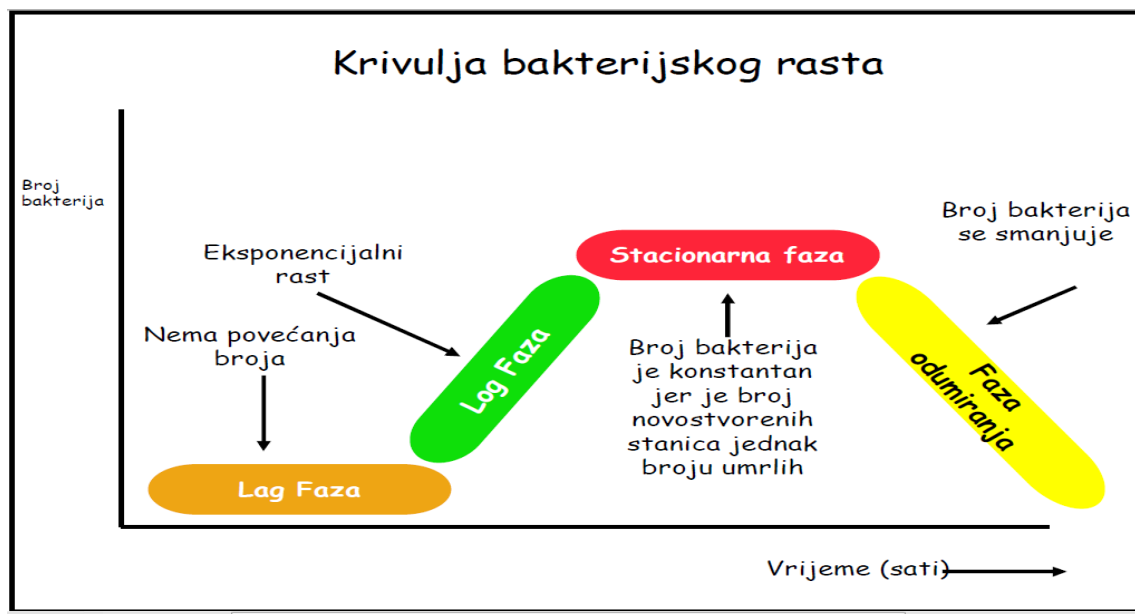 Krivulja bakterijskog rasta
Broj
bakterija
Eksponencijalni
rast
Nema povećanja
broja
Lag Faza
Log Faza
Stacionarna faza
Broj bakterija
je konstantan
jer je broj
novostvorenih
stanica jednak
broju umrlih
Broj bakterija
se smanjuje
Faza
odumiranja
Vrijeme (sati)